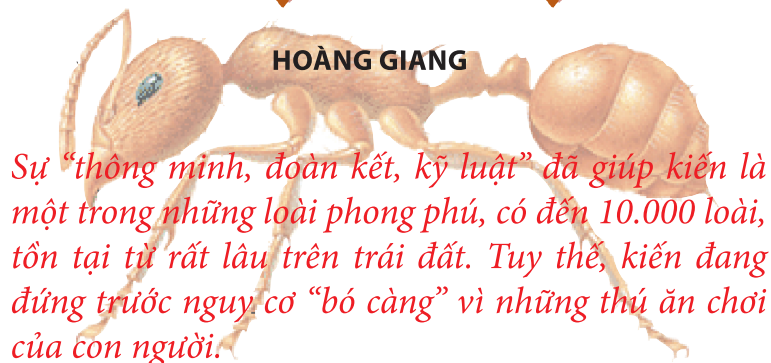 HOÀNG GIANG
Sự “thông minh, đoàn kết, kỹ luật” đã giúp kiến là
một trong những loài phong phú, có đến 10.000 loài,
tồn tại từ rất lâu trên trái đất. Tuy thế, kiến đang
đứng trước nguy cơ “bó càng” vì những thú ăn chơi
của con người.